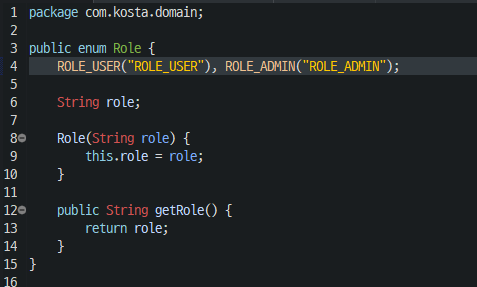 1 package com.kosta.domain;
2
3 public enum Role {
4 ROLE_USER("ROLE_USER"), ROLE_ADMIN("ROLE_ADMIN");
5
6 String role;
7
8 Role(String role) {
9 this.role = role;
10 }
11
12 public String getRole() {
13 return role;
14 }
15 }
16